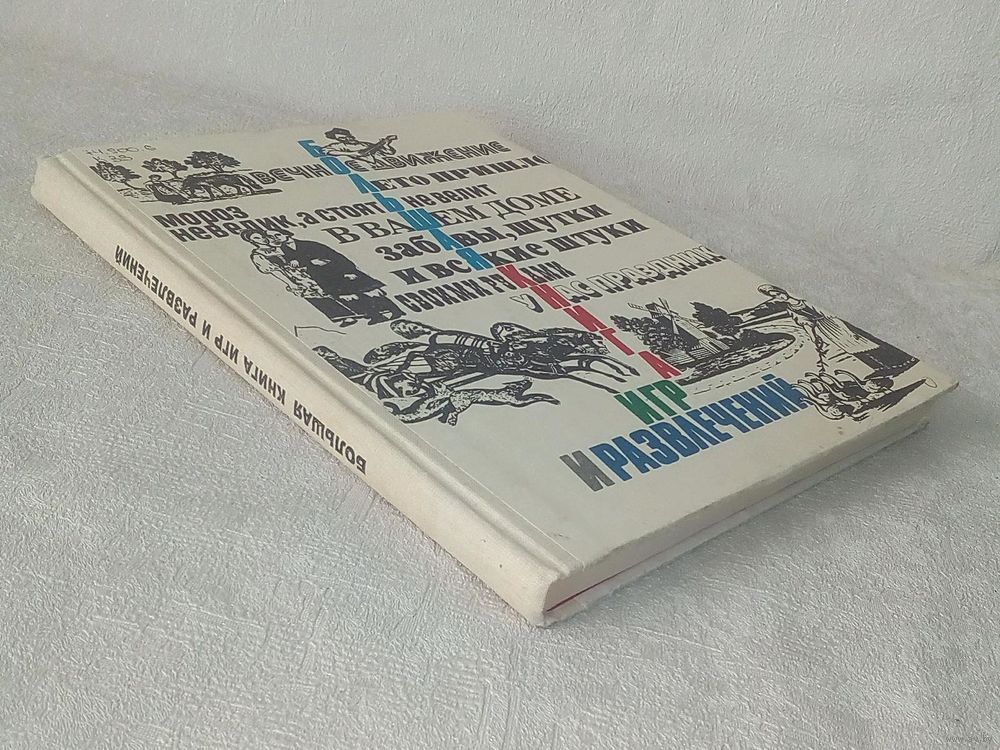 ВЕЧНОЕ ДВИЖЕНИЕ
ЛЕТО ПРИШЛО
МОРОЗ
НЕВЕЛИК, а СТОЯТЬ НЕ ВЕЛИТ
В ВАШЕМ ДОМЕ
забавы, шутки
и всякие штуки
СВОИМИ РУКАМИ
У НАС ПРАЗДНИК
БОЛЬШАЯ КНИГА
ИГР
И РАЗВЛЕЧЕНИЙ
БОЛЬШАЯ КНИГА ИГР И РАЗВЛЕЧЕНИЙ